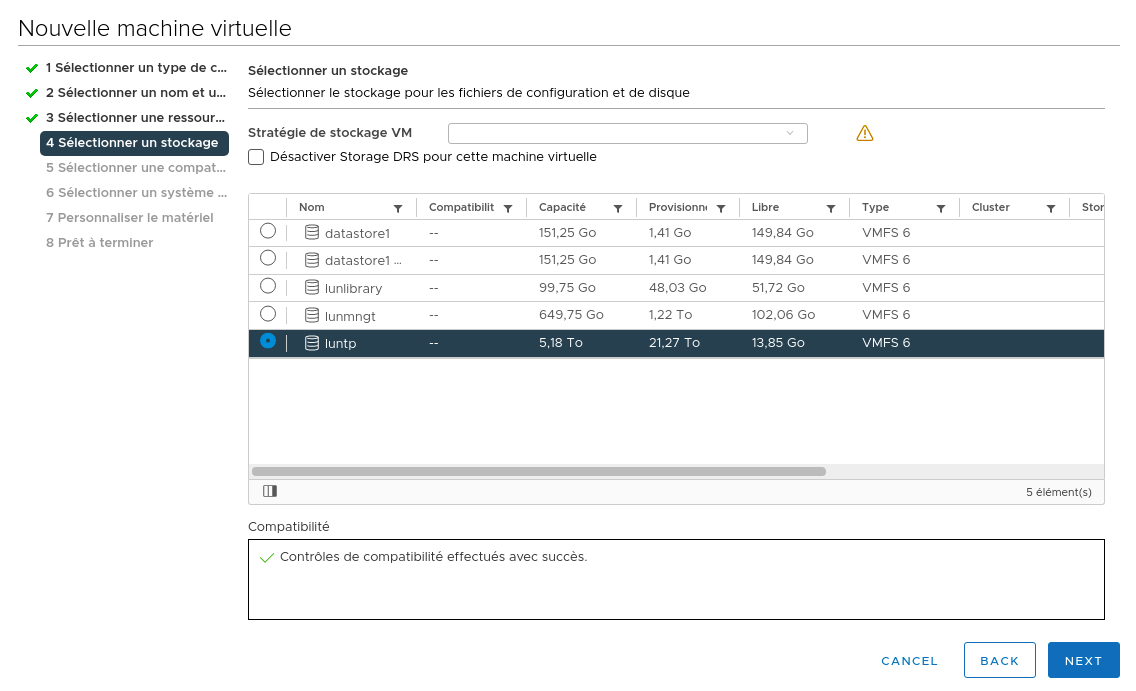 Nouvelle machine virtuelle
1 Sélectionner un type de c...
2 Sélectionner un nom et u...
3 Sélectionner une ressour...
4 Sélectionner un stockage
5 Sélectionner une compat...
6 Sélectionner un système ...
7 Personnaliser le matériel
8 Prêt à terminer
Sélectionner un stockage
Sélectionner le stockage pour les fichiers de configuration et de disque
Stratégie de stockage VM
Désactiver Storage DRS pour cette machine virtuelle
Nom Compatibilit Capacité Provisionn Libre Type Cluster Stor
datastore1 -- 151,25 Go 1,41 Go 149,84 Go VMFS 6
datastore1 ... -- 151,25 Go 1,41 Go 149,84 Go VMFS 6
lunlibrary -- 99,75 Go 48,03 Go 51,72 Go VMFS 6
lunmngt -- 649,75 Go 1,22 To 102,06 Go VMFS 6
luntp -- 5,18 To 21,27 To 13,85 Go VMFS 6
5 élément(s)
Compatibilité
Contrôles de compatibilité effectués avec succès.
CANCEL BACK NEXT